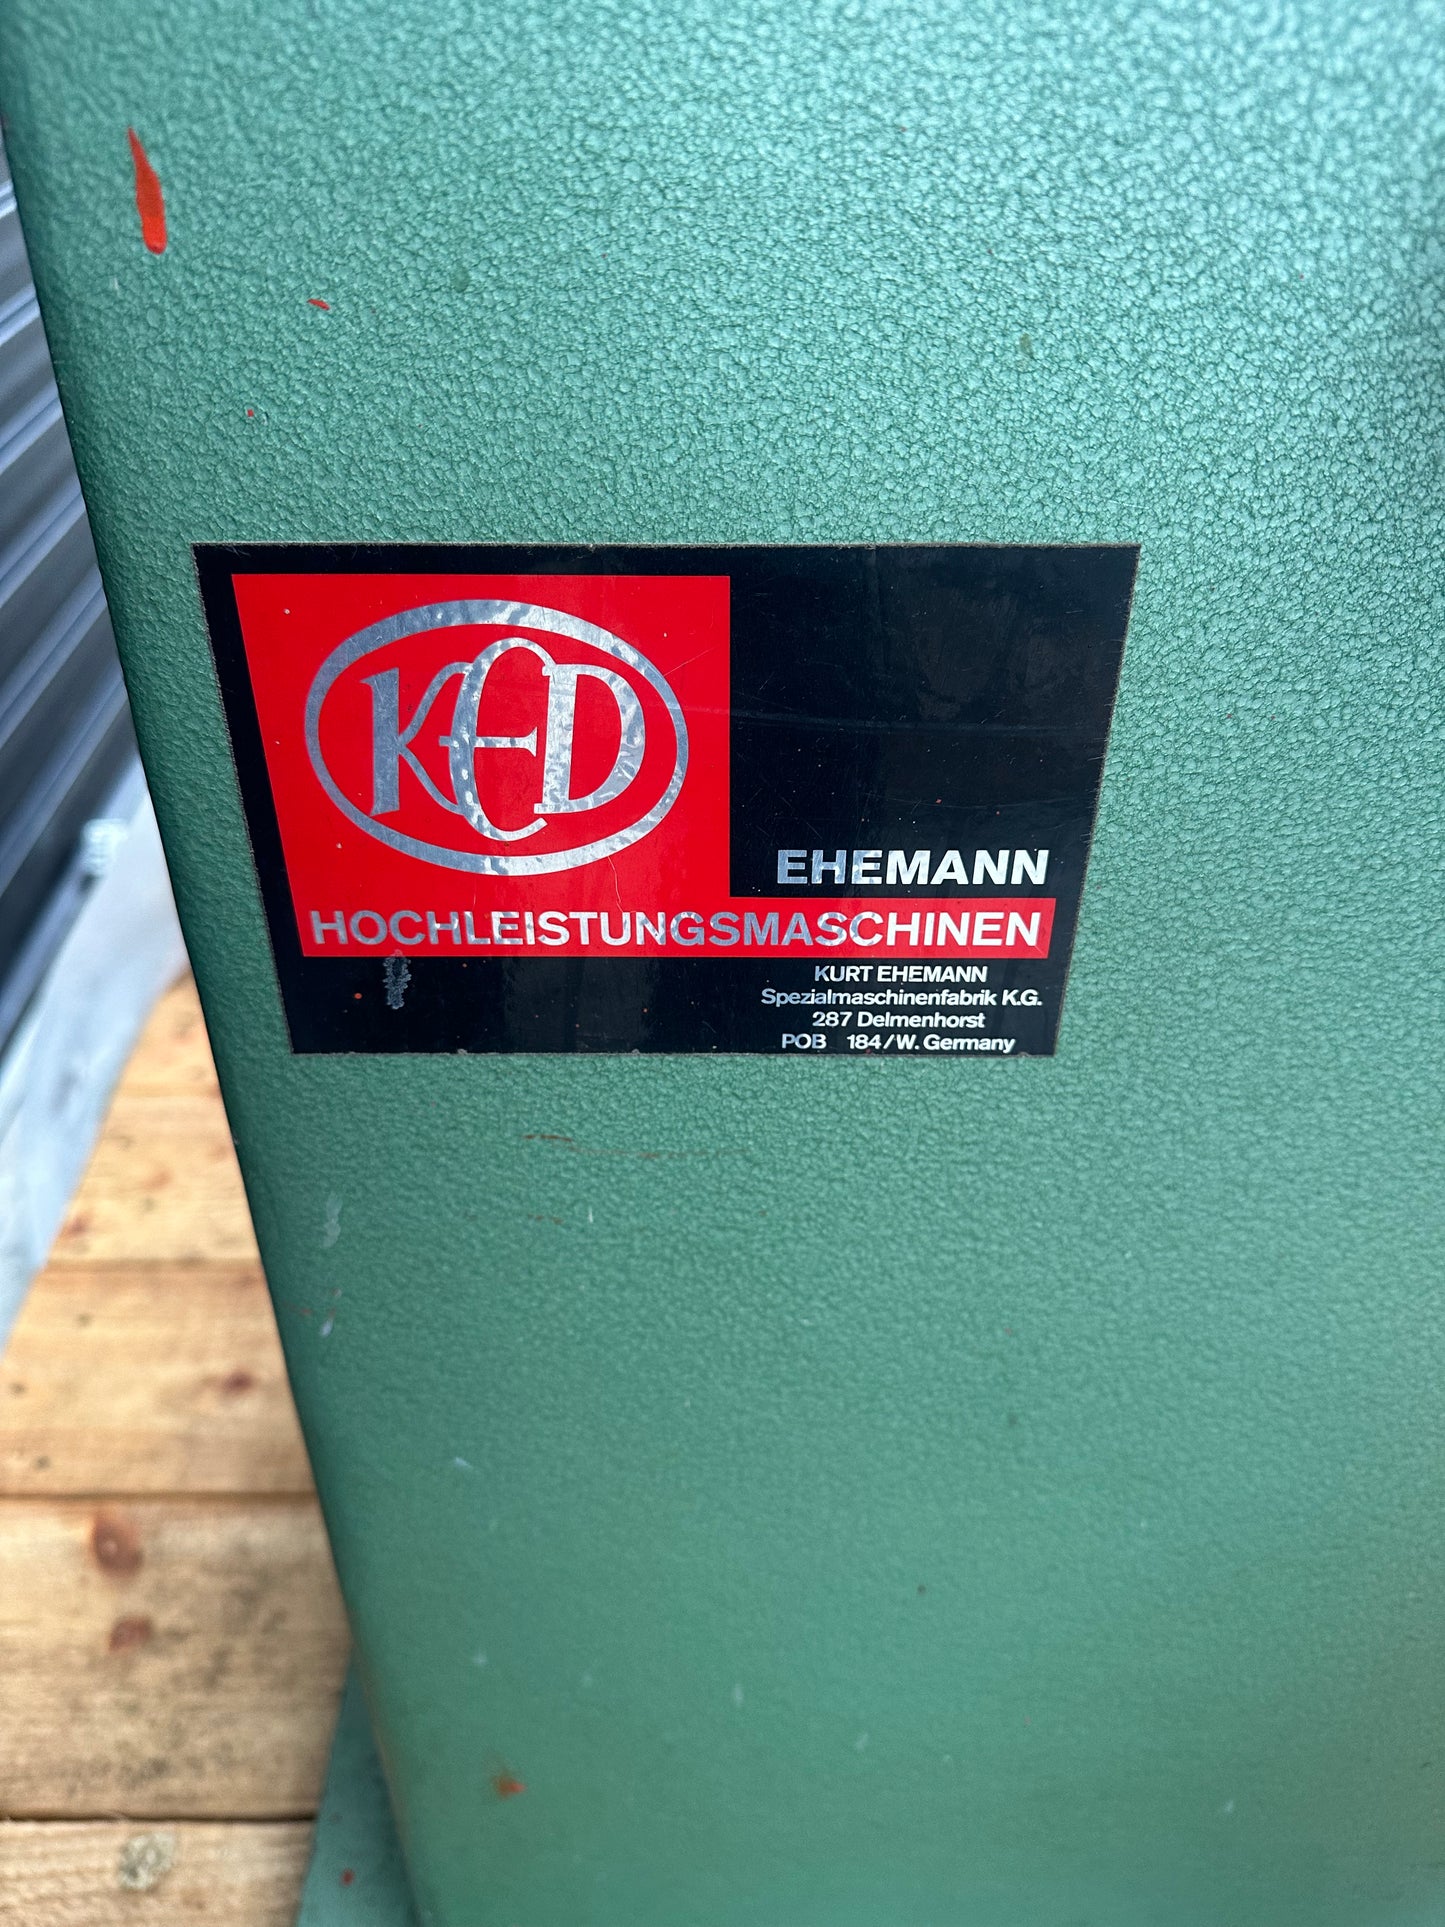 KED
EHEMANN
HOCHLEISTUNGSMASCHINEN
KURT EHEMANN
Spezialmaschinenfabrik K.G.
287 Delmenhorst
POB 184/W. Germany